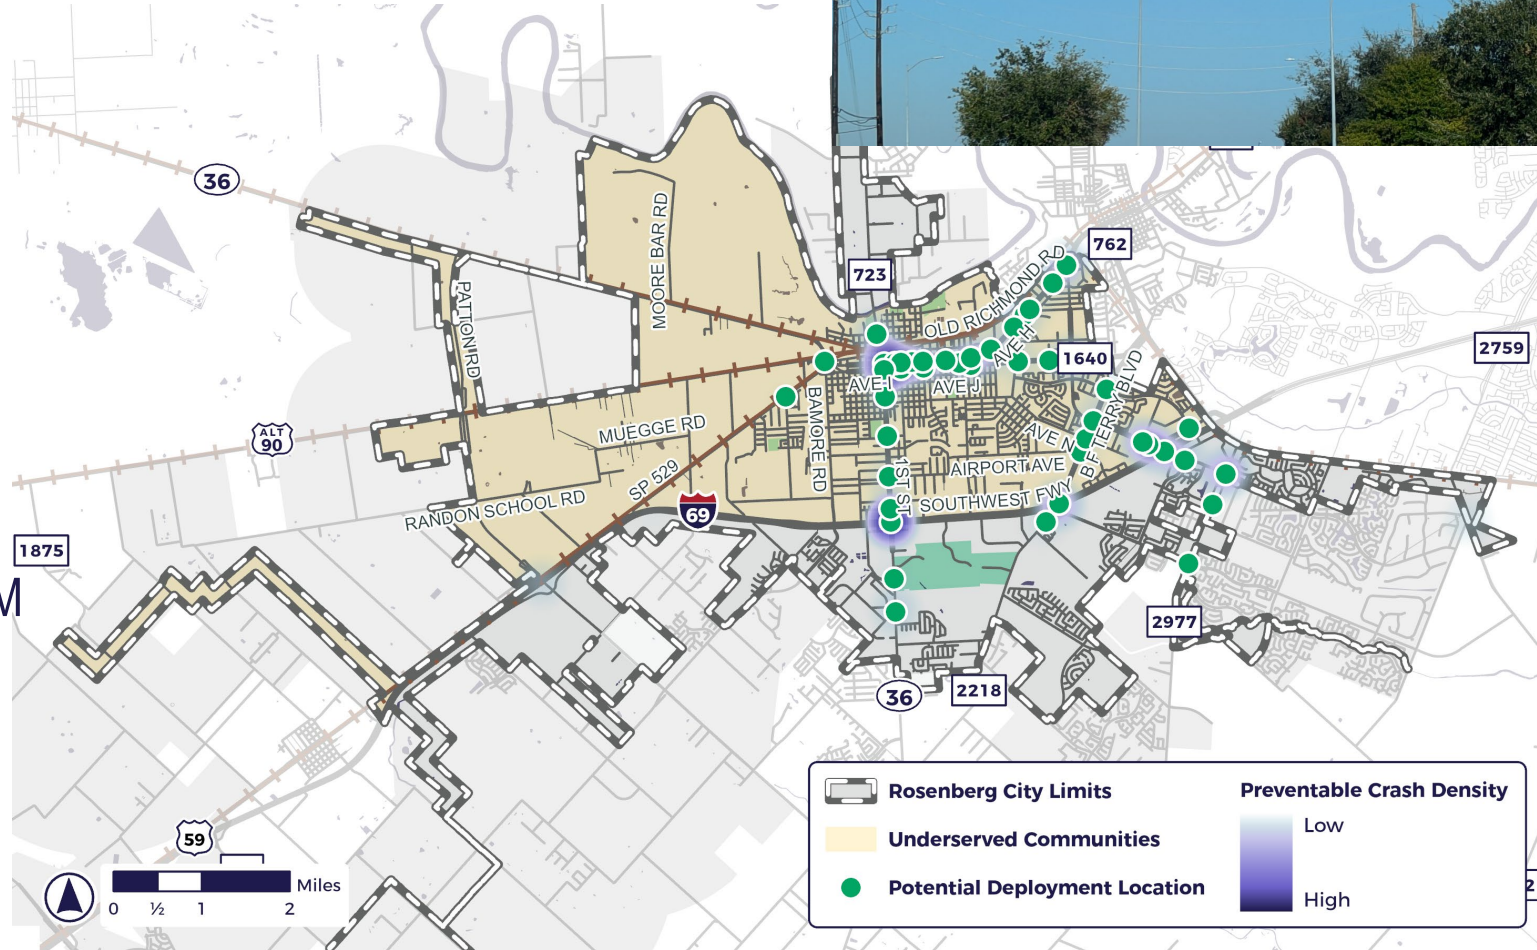 36
762
723
OLD RICHMOND RD
MOORE BAR RD
PATTON RD
AVE H
1640
2759
AVE I
AVE J
BAMORE RD
MUEGGE RD
ALT
90
AVE N
B F TERRY BLVD
AIRPORT AVE
SP 529
1ST ST
SOUTHWEST FWY
RANDON SCHOOL RD
69
1875
M
2977
36
2218
59
Miles
0 ½ 1 2
Rosenberg City Limits
Underserved Communities
Potential Deployment Location
Preventable Crash Density
Low
High
2